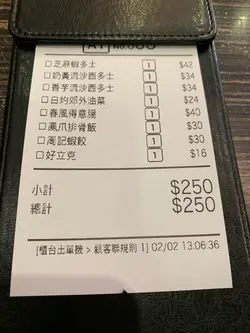 A1 No.
□芝麻蝦多士 1 $42
□奶黃流沙西多士 1 $34
□香芋流沙西多士 1 $34
□白灼郊外油菜 1 $24
□春風得意腸 1 $40
□鳳爪排骨飯 1 $30
□周記蝦餃 1 $30
□好立克 1 $16
小計 $250
總計 $250
[櫃台出單機 > 顧客聯規則 1] 02/02 13:06:36